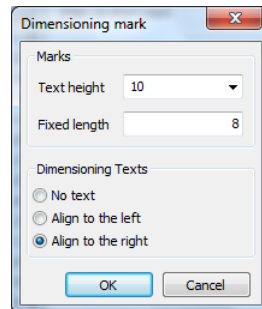 Dimensioning mark
Marks
Text height 10
Fixed length 8
Dimensioning Texts
No text
Align to the left
Align to the right
OK Cancel